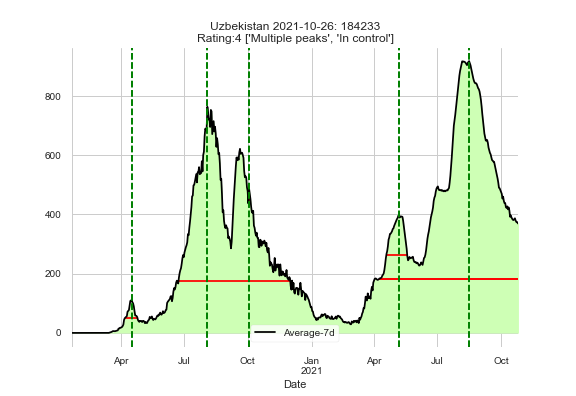 Uzbekistan 2021-10-26: 184233
Rating:4 ['Multiple peaks', 'In control']
800
600
400
200
0
Average-7d
Apr Jul Oct Jan Apr Jul Oct
2021
Date